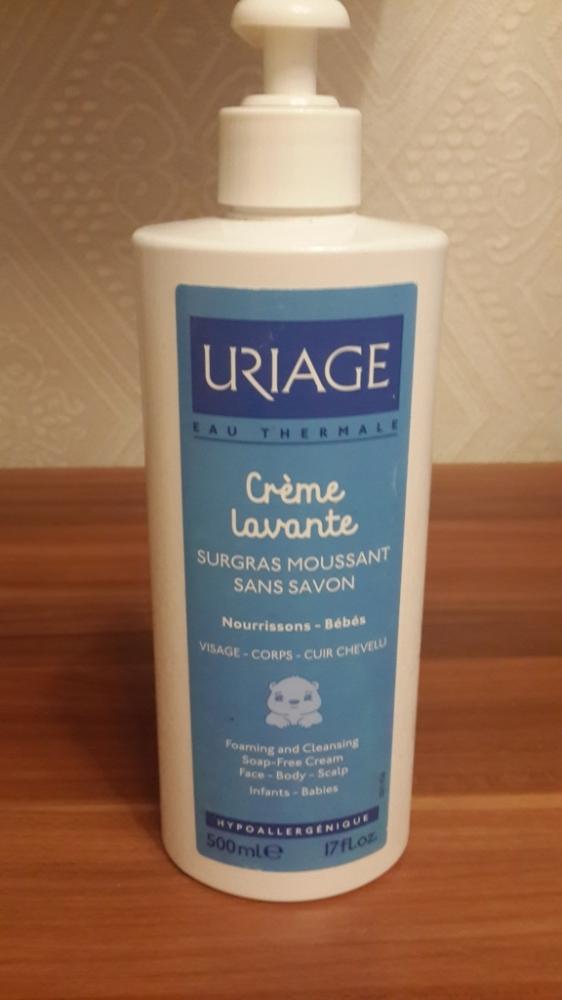 URIAGE
EAU THERMALE
Crème
lavante
SURGRAS MOUSSANT
SANS SAVON
Nourrissons - Bébés
VISAGE - CORPS - CUIR CHEVELU
Foaming and Cleansing
Soap-Free Cream
Face - Body - Scalp
Infants - Babies
HYPOALLERGÉNIQUE
500 ml e 17 fl.oz.